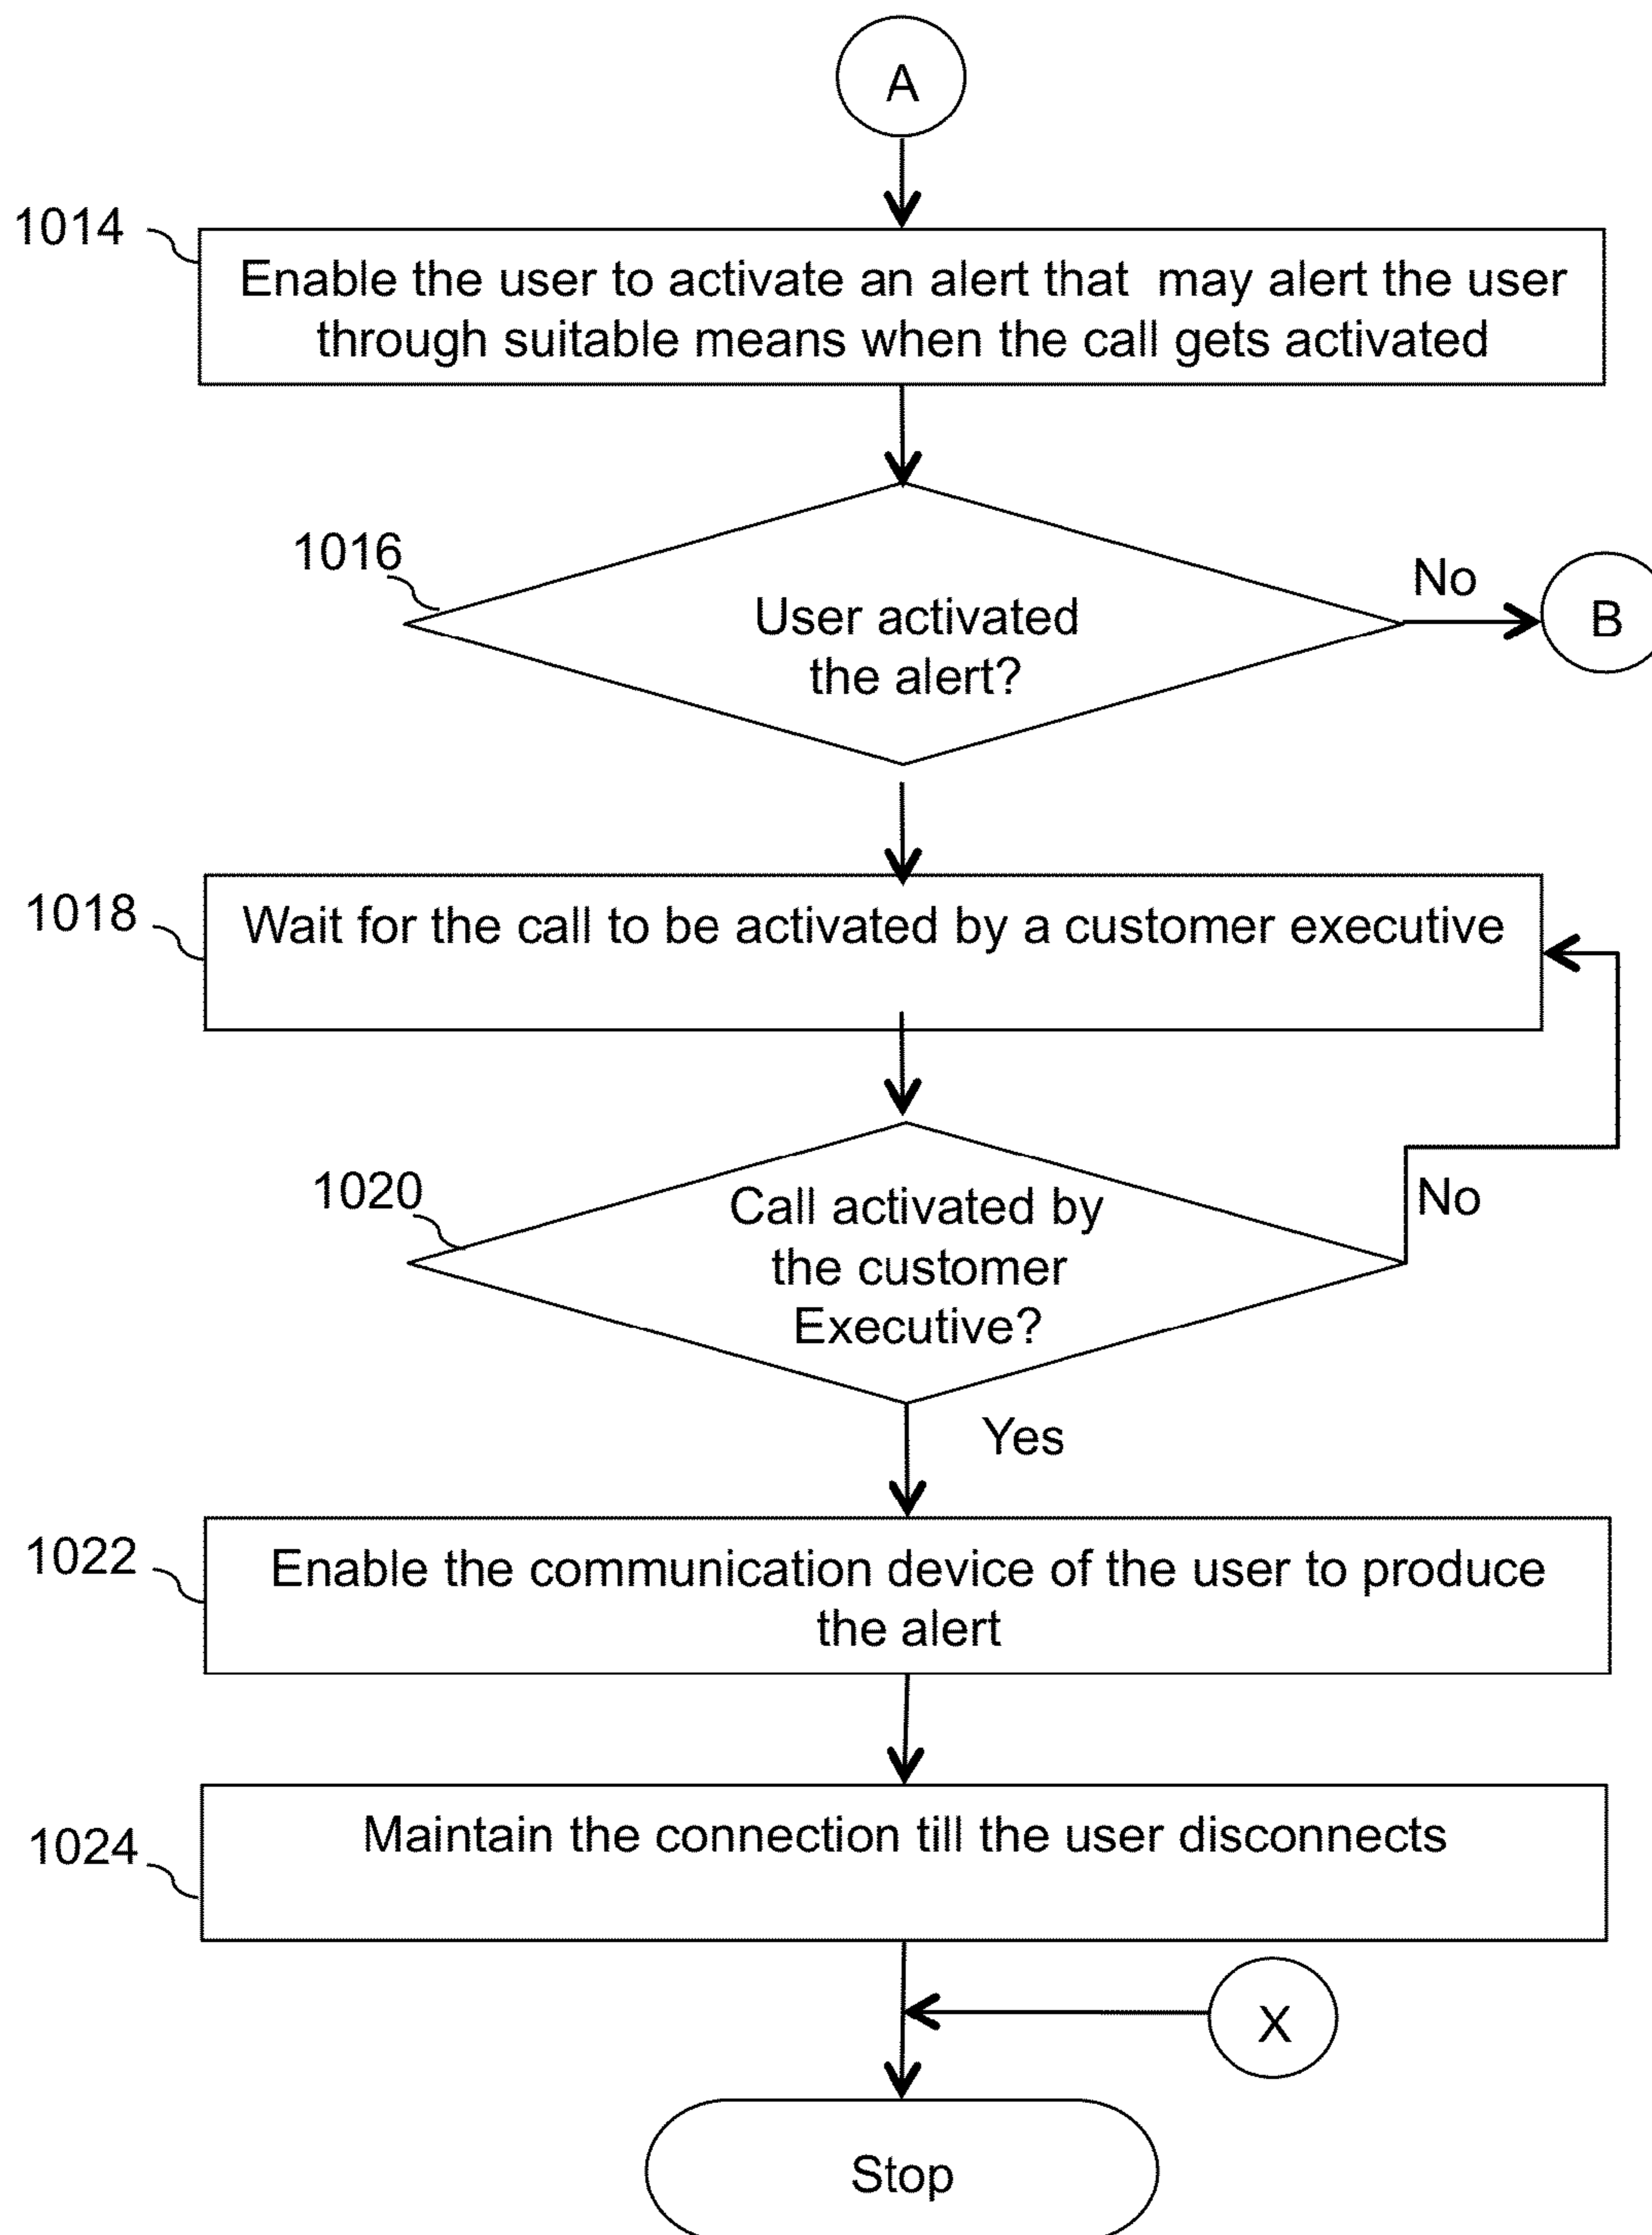 A
1014
Enable the user to activate an alert that may alert the user
through suitable means when the call gets activated
1016
User activated
the alert?
No
B
1018
Wait for the call to be activated by a customer executive
1020
Call activated by
the customer
Executive?
No
Yes
1022
Enable the communication device of the user to produce
the alert
1024
Maintain the connection till the user disconnects
X
Stop